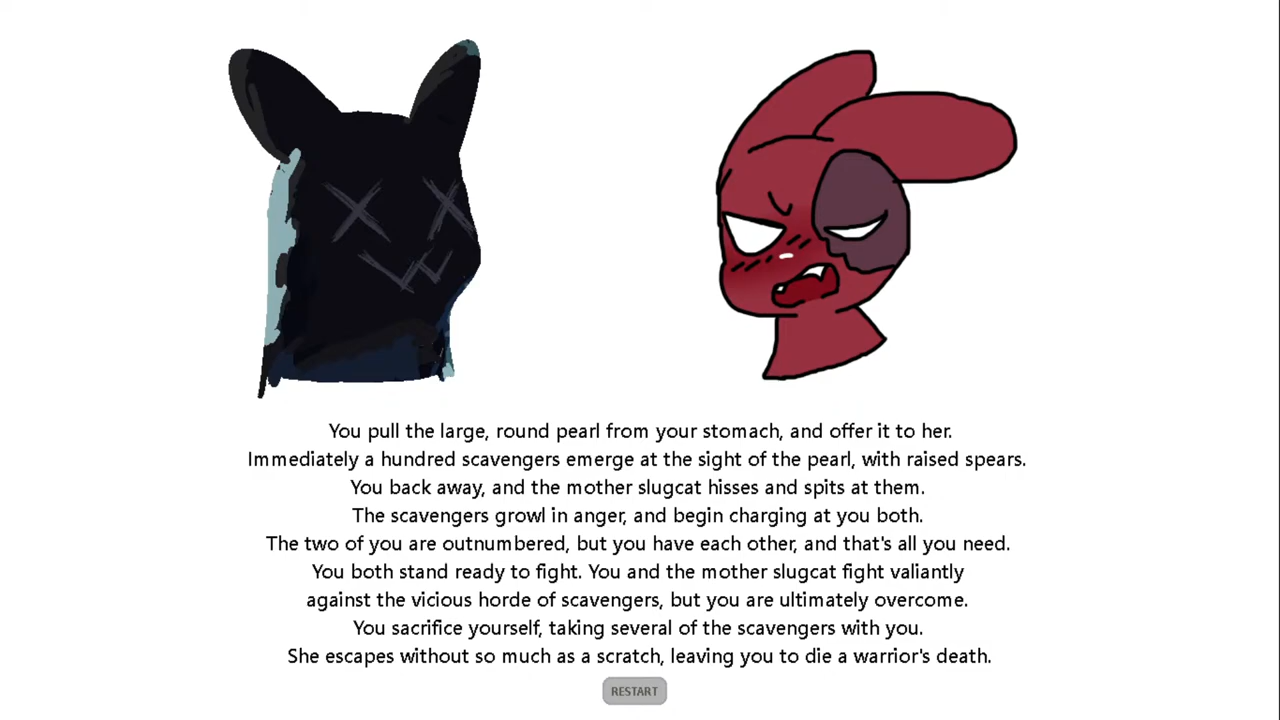 You pull the large, round pearl from your stomach, and offer it to her.
Immediately a hundred scavengers emerge at the sight of the pearl, with raised spears.
You back away, and the mother slugcat hisses and spits at them.
The scavengers growl in anger, and begin charging at you both.
The two of you are outnumbered, but you have each other, and that's all you need.
You both stand ready to fight. You and the mother slugcat fight valiantly
against the vicious horde of scavengers, but you are ultimately overcome.
You sacrifice yourself, taking several of the scavengers with you.
She escapes without so much as a scratch, leaving you to die a warrior's death.
RESTART